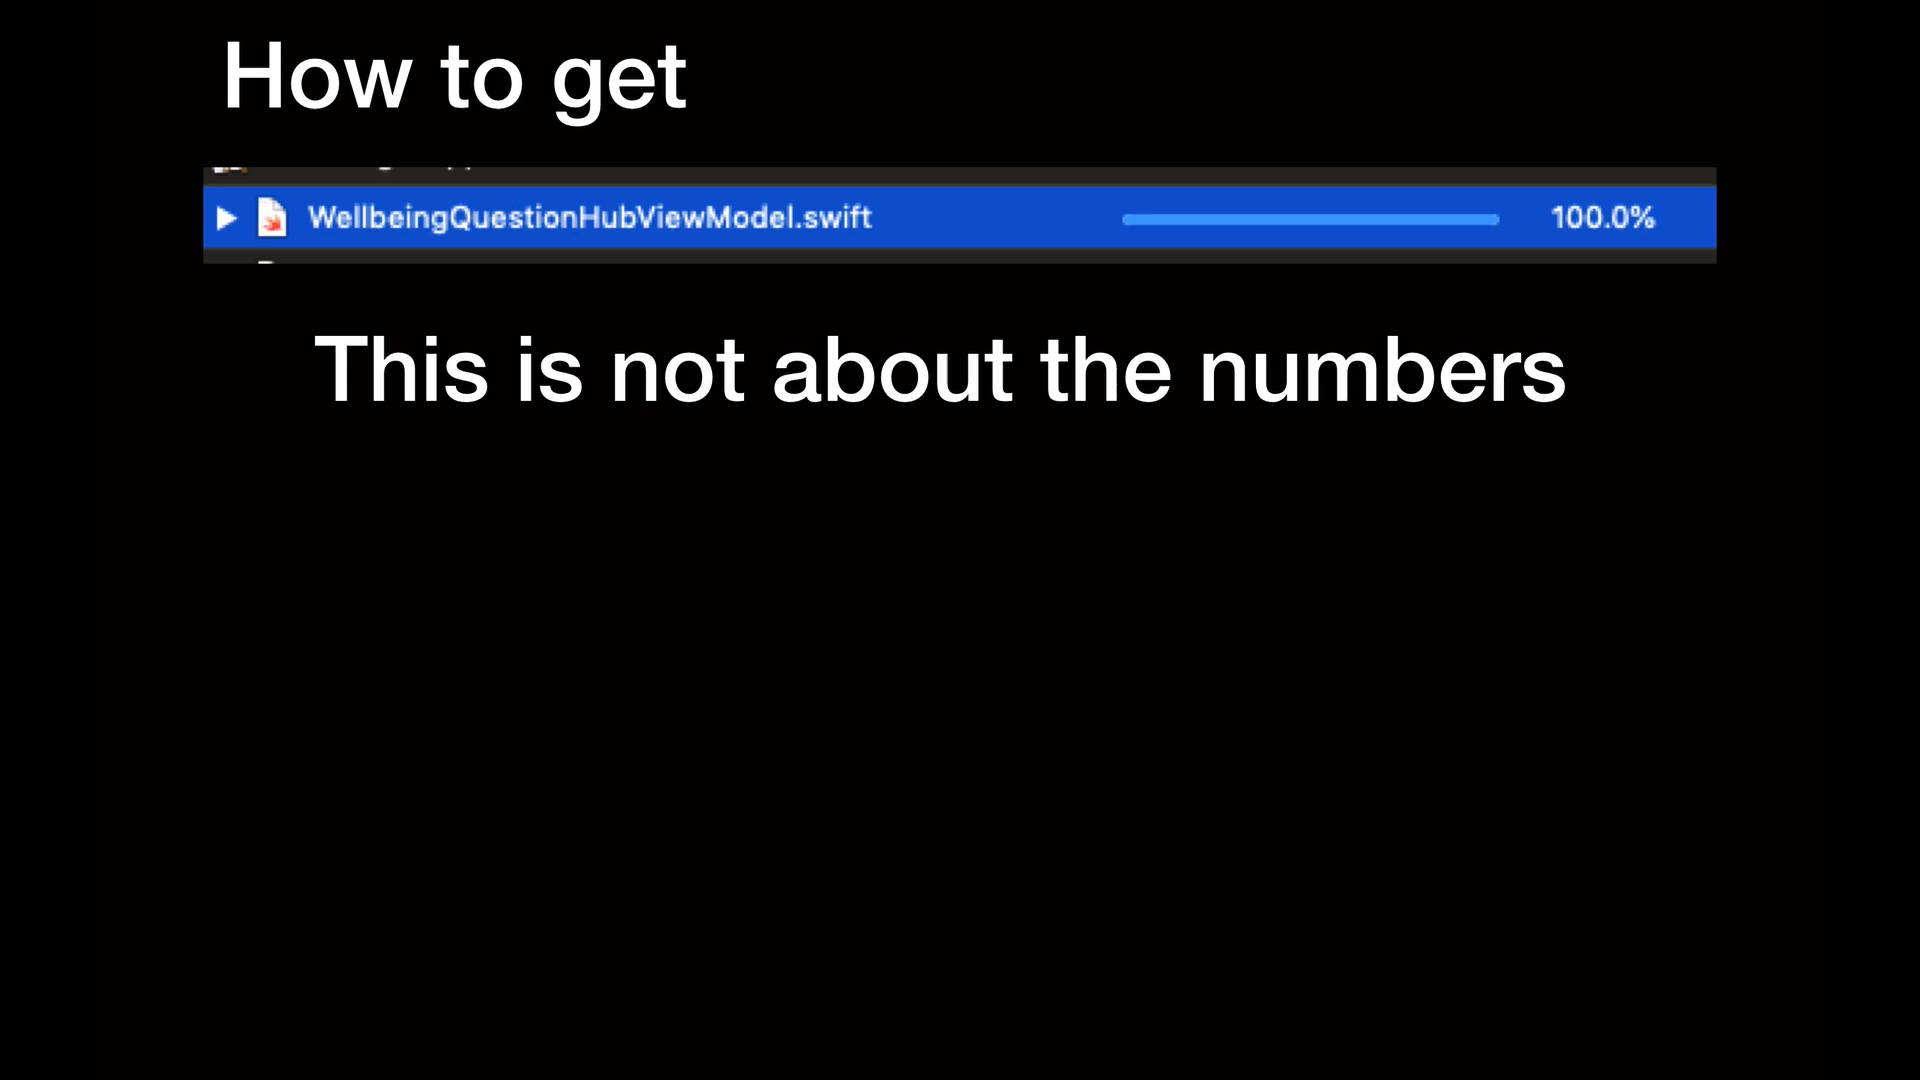 How to get
WellbeingQuestionHubViewModel.swift 100.0%
This is not about the numbers